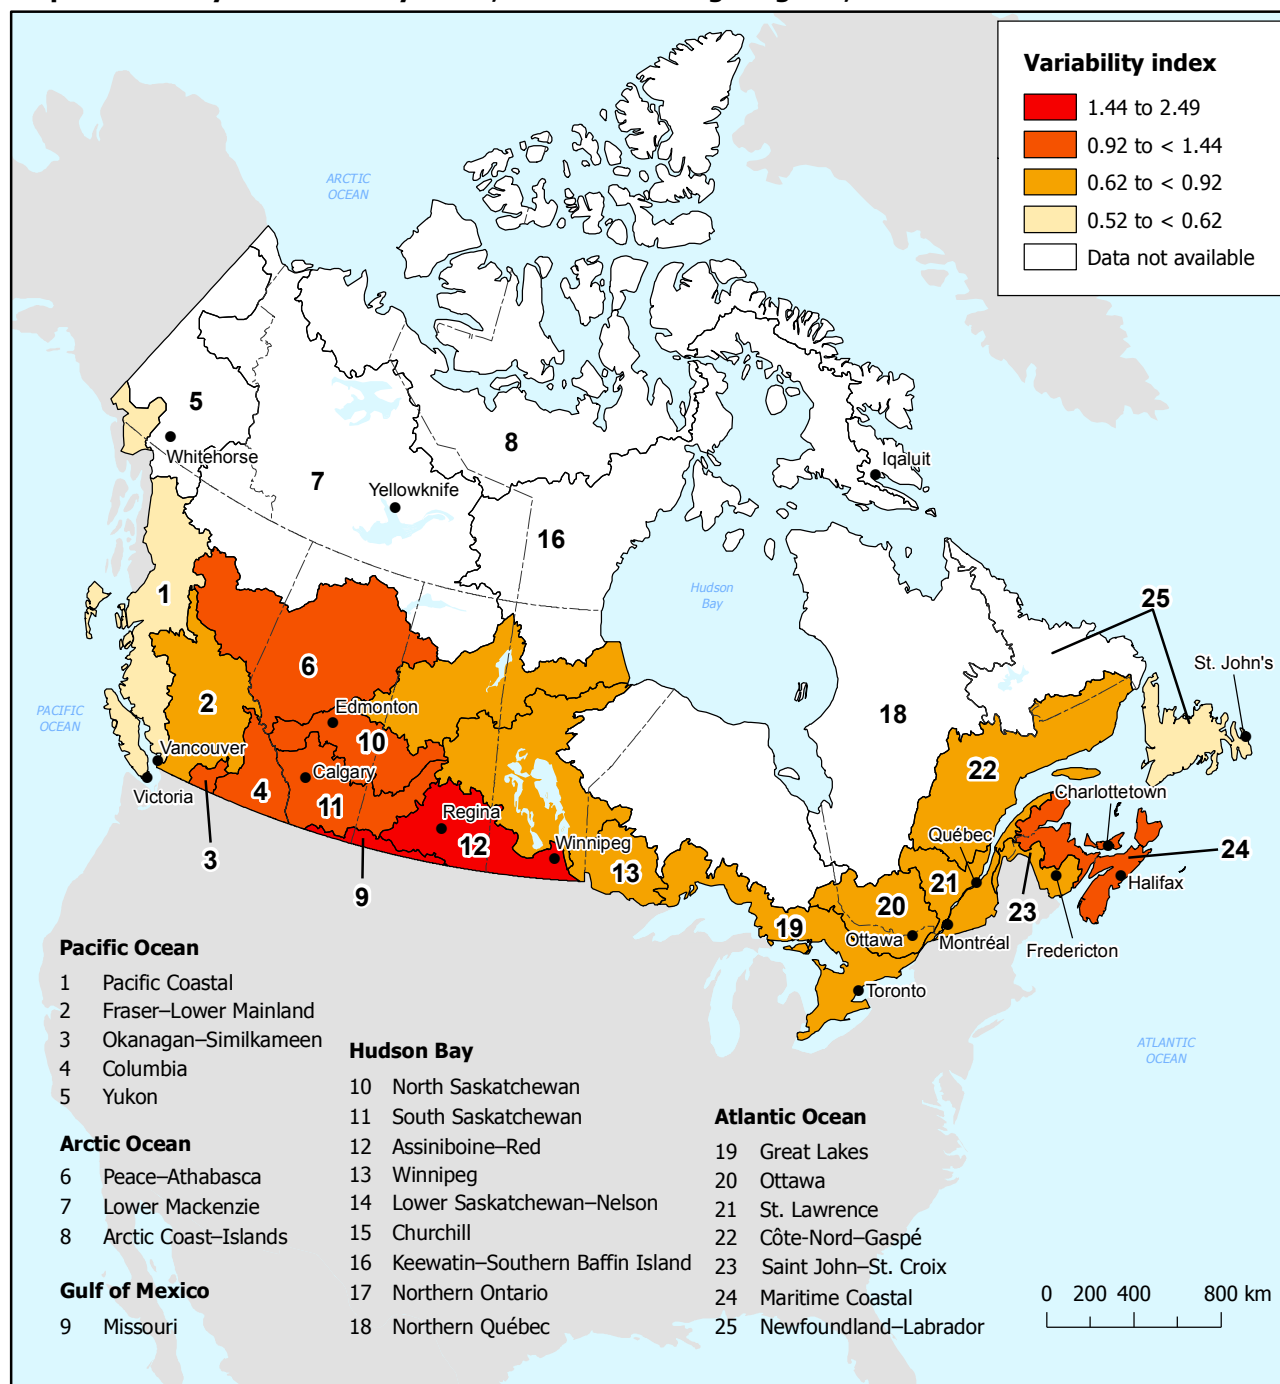 Variability index
1.44 to 2.49
0.92 to < 1.44
0.62 to < 0.92
0.52 to < 0.62
Data not available
ARCTIC
OCEAN
5
Whitehorse
8
Iqaluit
7
Yellowknife
16
Hudson
Bay
1
25
6
St. John's
2
Edmonton
18
PACIFIC
OCEAN
10
Vancouver
22
Calgary
Victoria
4
11
Charlottetown
Regina
Québec
12
Winnipeg
3
13
21
24
Halifax
9
20
23
19
Ottawa
Montréal
Fredericton
Toronto
ATLANTIC
OCEAN
Pacific Ocean
1 Pacific Coastal
2 Fraser–Lower Mainland
3 Okanagan–Similkameen
4 Columbia
5 Yukon
Arctic Ocean
6 Peace–Athabasca
7 Lower Mackenzie
8 Arctic Coast–Islands
Gulf of Mexico
9 Missouri
Hudson Bay
10 North Saskatchewan
11 South Saskatchewan
12 Assiniboine–Red
13 Winnipeg
14 Lower Saskatchewan–Nelson
15 Churchill
16 Keewatin–Southern Baffin Island
17 Northern Ontario
18 Northern Québec
Atlantic Ocean
19 Great Lakes
20 Ottawa
21 St. Lawrence
22 Côte-Nord–Gaspé
23 Saint John–St. Croix
24 Maritime Coastal
25 Newfoundland–Labrador
0 200 400 800 km